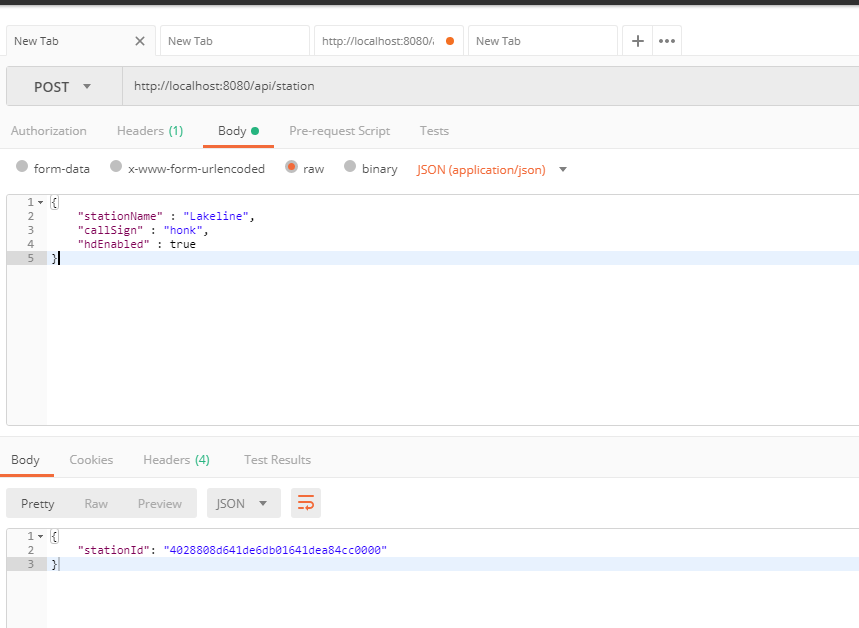 New Tab New Tab http://localhost:8080/a New Tab
POST http://localhost:8080/api/station
Authorization Headers (1) Body Pre-request Script Tests
form-data x-www-form-urlencoded raw binary JSON (application/json)
1 {
2 "stationName" : "Lakeline",
3 "callSign" : "honk",
4 "hdEnabled" : true
5 }
Body Cookies Headers (4) Test Results
Pretty Raw Preview JSON
1 {
2 "stationId": "4028808d641de6db01641dea84cc0000"
3 }